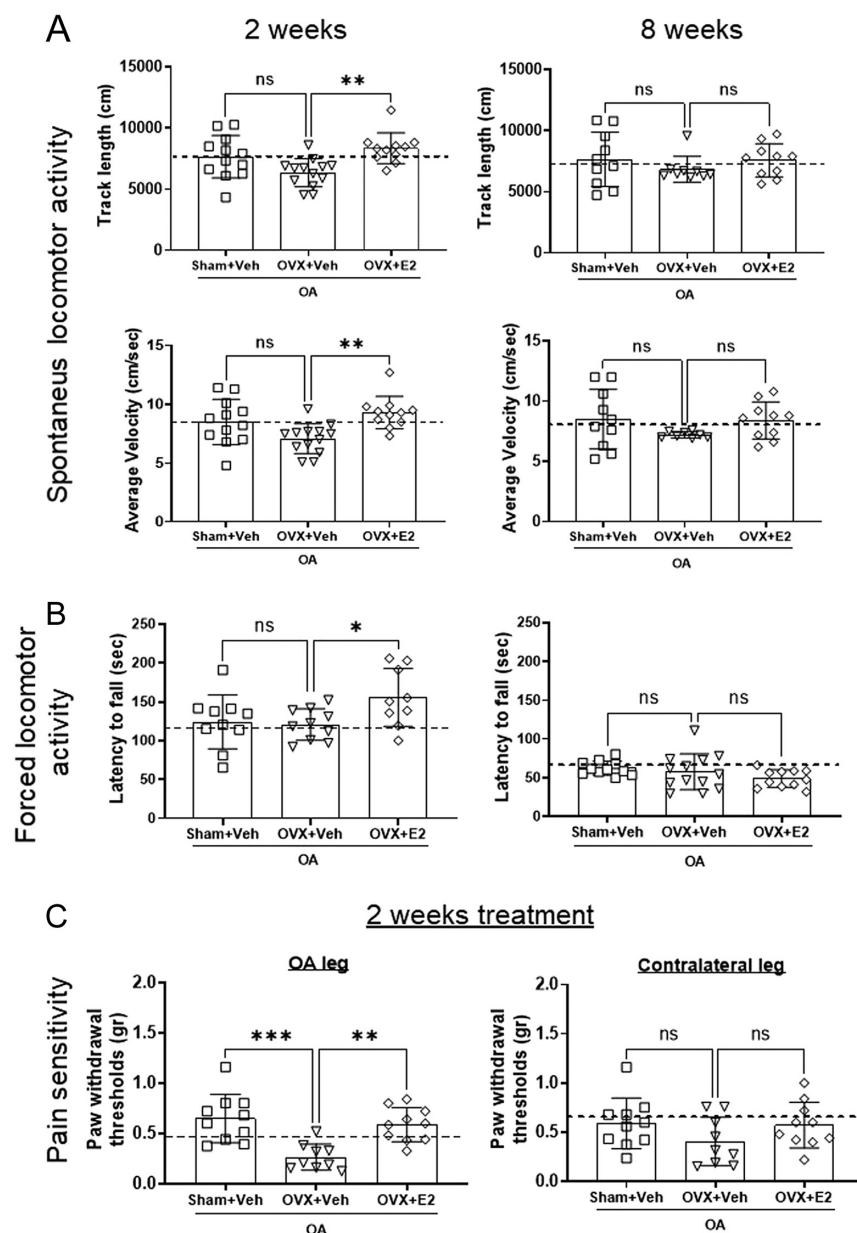 A
2 weeks
8 weeks
Spontaneus locomotor activity
Track length (cm)
15000
10000
5000
0
ns
**
Sham+Veh OVX+Veh OVX+E2
OA
Track length (cm)
15000
10000
5000
0
ns
ns
Sham+Veh OVX+Veh OVX+E2
OA
Average Velocity (cm/sec)
15
10
5
0
ns
**
Sham+Veh OVX+Veh OVX+E2
OA
Average Velocity (cm/sec)
15
10
5
0
ns
ns
Sham+Veh OVX+Veh OVX+E2
OA
B
Forced locomotor
activity
Latency to fall (sec)
250
200
150
100
50
0
ns
*
Sham+Veh OVX+Veh OVX+E2
OA
Latency to fall (sec)
250
200
150
100
50
0
ns
ns
Sham+Veh OVX+Veh OVX+E2
OA
C
2 weeks treatment
Pain sensitivity
OA leg
Paw withdrawal
thresholds (gr)
2.0
1.5
1.0
0.5
0.0
***
**
Sham+Veh OVX+Veh OVX+E2
OA
Contralateral leg
Paw withdrawal
thresholds (gr)
2.0
1.5
1.0
0.5
0.0
ns
ns
Sham+Veh OVX+Veh OVX+E2
OA